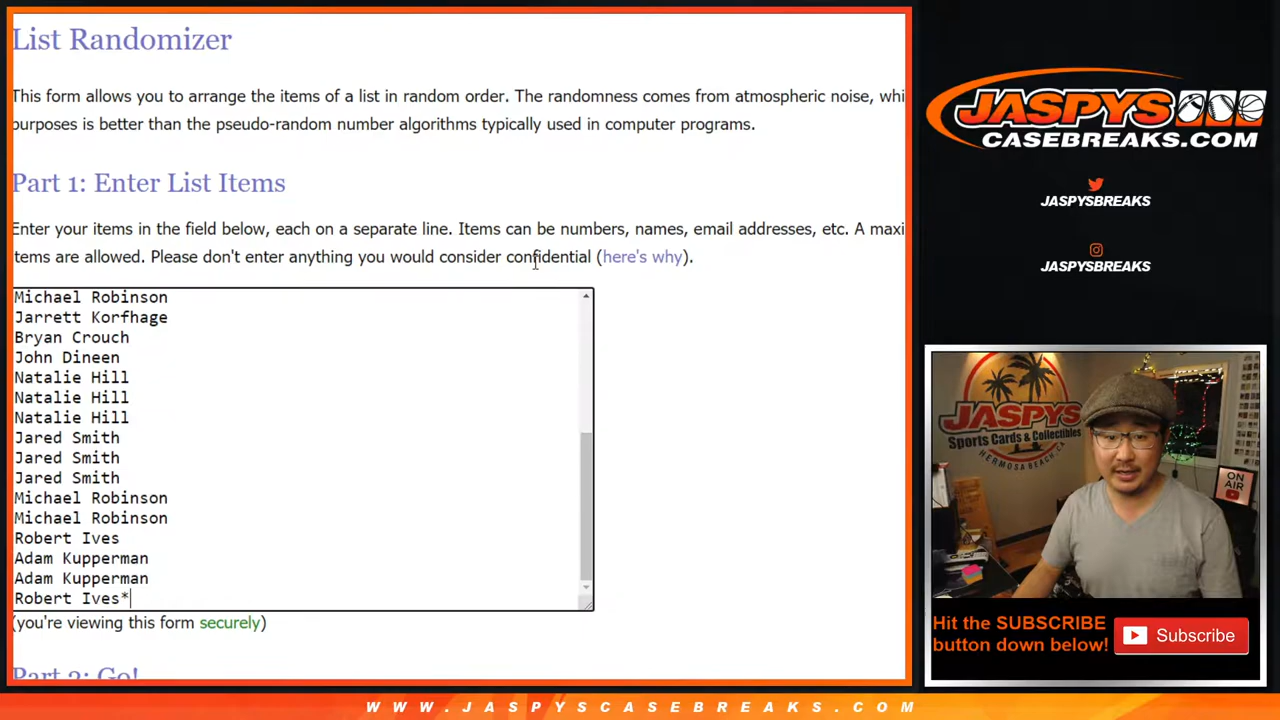 List Randomizer
This form allows you to arrange the items of a list in random order. The randomness comes from atmospheric noise, whi
purposes is better than the pseudo-random number algorithms typically used in computer programs.
Part 1: Enter List Items
Enter your items in the field below, each on a separate line. Items can be numbers, names, email addresses, etc. A maxi
items are allowed. Please don't enter anything you would consider confidential (here's why).
Michael Robinson
Jarrett Korfhage
Bryan Crouch
John Dineen
Natalie Hill
Natalie Hill
Natalie Hill
Jared Smith
Jared Smith
Jared Smith
Michael Robinson
Michael Robinson
Robert Ives
Adam Kupperman
Adam Kupperman
Robert Ives*
(you're viewing this form securely)
Part 2: Go!
JASPYS
CASEBREAKS.COM
JASPYSBREAKS
JASPYSBREAKS
JASPYS
Sports Cards & Collectibles
HERMOSA BEACH, CA
ON
AIR
Hit the SUBSCRIBE
button down below!
Subscribe
WWW.JASPYSCASEBREAKS.COM